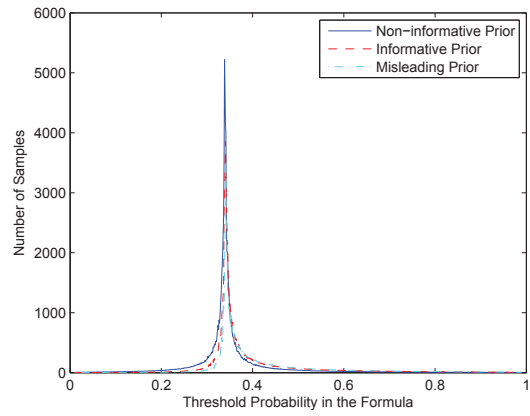 6000
5000
4000
3000
2000
1000
0
Number of Samples
Non-informative Prior
Informative Prior
Misleading Prior
0 0.2 0.4 0.6 0.8 1
Threshold Probability in the Formula